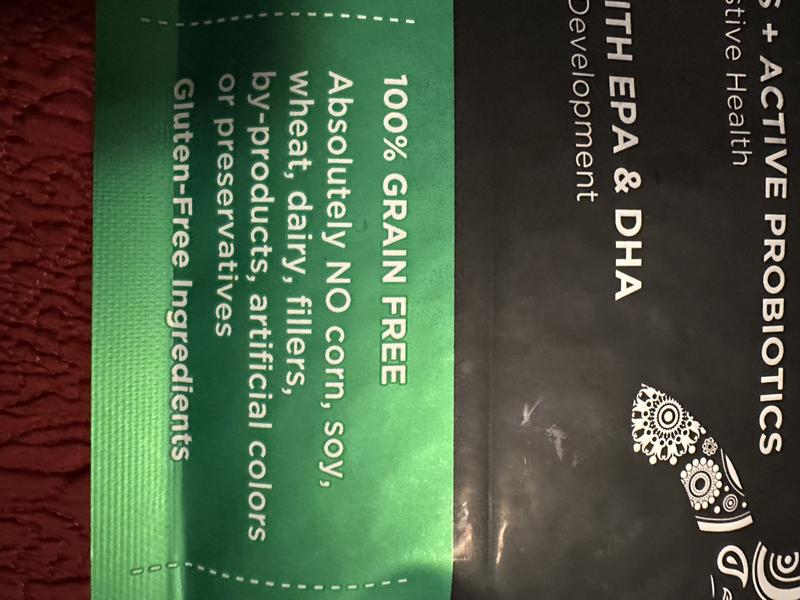 + ACTIVE PROBIOTICS
Health
EPA & DHA
Development
100% GRAIN FREE
Absolutely NO corn, soy,
wheat, dairy, fillers,
by-products, artificial colors
or preservatives
Gluten-Free Ingredients